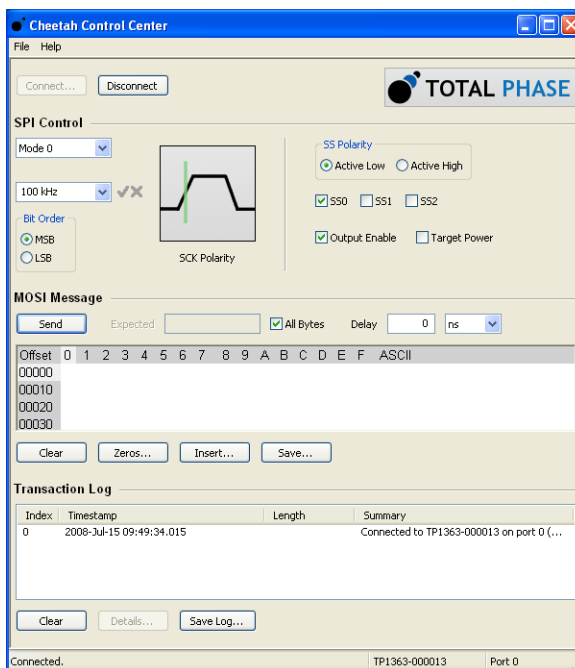 Cheetah Control Center
File Help
Connect... Disconnect
TOTAL PHASE
SPI Control
Mode 0
100 kHz
Bit Order
MSB
LSB
SCK Polarity
SS Polarity
Active Low Active High
SS0 SS1 SS2
Output Enable Target Power
MOSI Message
Send Expected All Bytes Delay 0 ns
Offset 0 1 2 3 4 5 6 7 8 9 A B C D E F ASCII
00000
00010
00020
00030
Clear Zeros... Insert... Save...
Transaction Log
Index Timestamp Length Summary
0 2008-Jul-15 09:49:34.015 Connected to TP1363-000013 on port 0 (...
Clear Details... Save Log...
Connected. TP1363-000013 Port 0